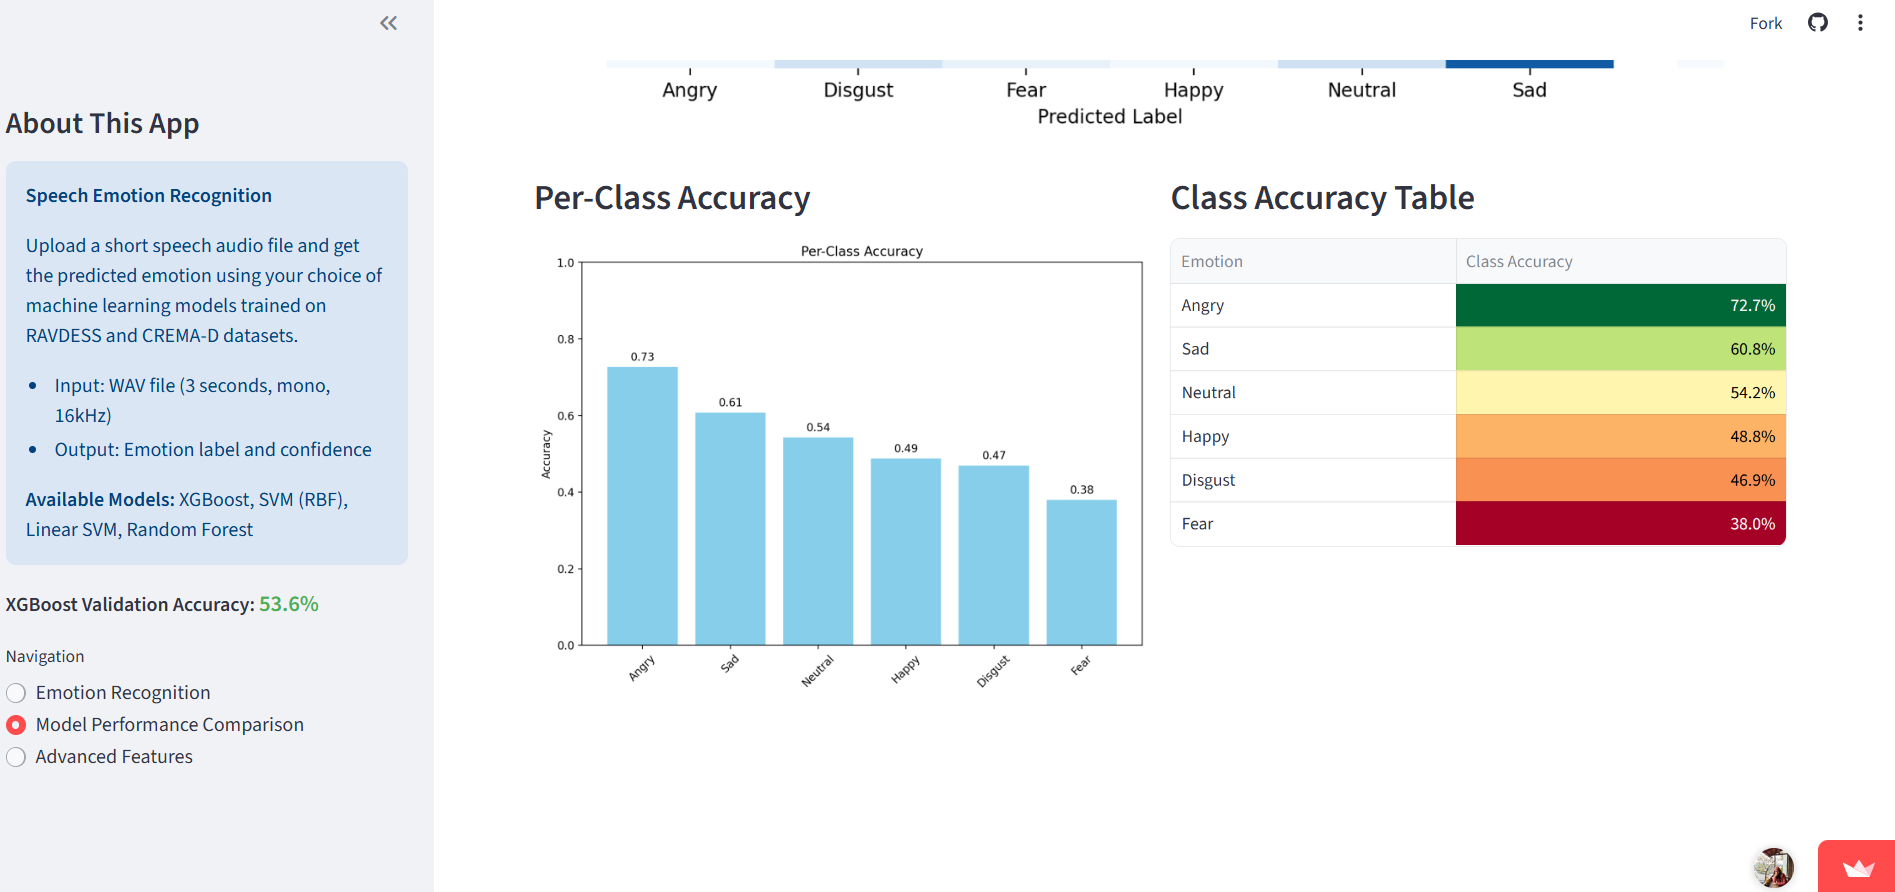 Fork
About This App
Speech Emotion Recognition
Upload a short speech audio file and get
the predicted emotion using your choice of
machine learning models trained on
RAVDESS and CREMA-D datasets.
• Input: WAV file (3 seconds, mono,
16kHz)
• Output: Emotion label and confidence
Available Models: XGBoost, SVM (RBF),
Linear SVM, Random Forest
XGBoost Validation Accuracy: 53.6%
Navigation
Emotion Recognition
Model Performance Comparison
Advanced Features
Angry Disgust Fear Happy Neutral Sad
Predicted Label
Per-Class Accuracy
Per-Class Accuracy
Accuracy
1.0
0.8
0.6
0.4
0.2
0.0
0.73 0.61 0.54 0.49 0.47 0.38
Angry Sad Neutral Happy Disgust Fear
Class Accuracy Table
Emotion Class Accuracy
Angry 72.7%
Sad 60.8%
Neutral 54.2%
Happy 48.8%
Disgust 46.9%
Fear 38.0%